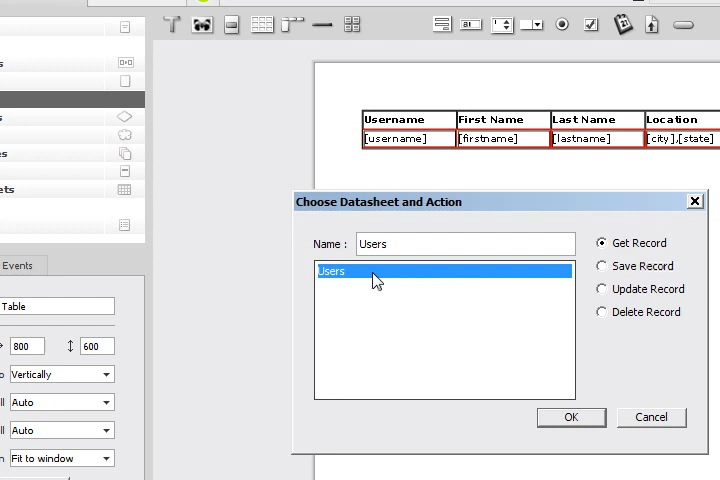 Username First Name Last Name Location
[username] [firstname] [lastname] [city],[state]
Choose Datasheet and Action
Name : Users
Users
Get Record
Save Record
Update Record
Delete Record
OK Cancel
Events
Table
800 600
Vertically
Auto
Auto
Fit to window